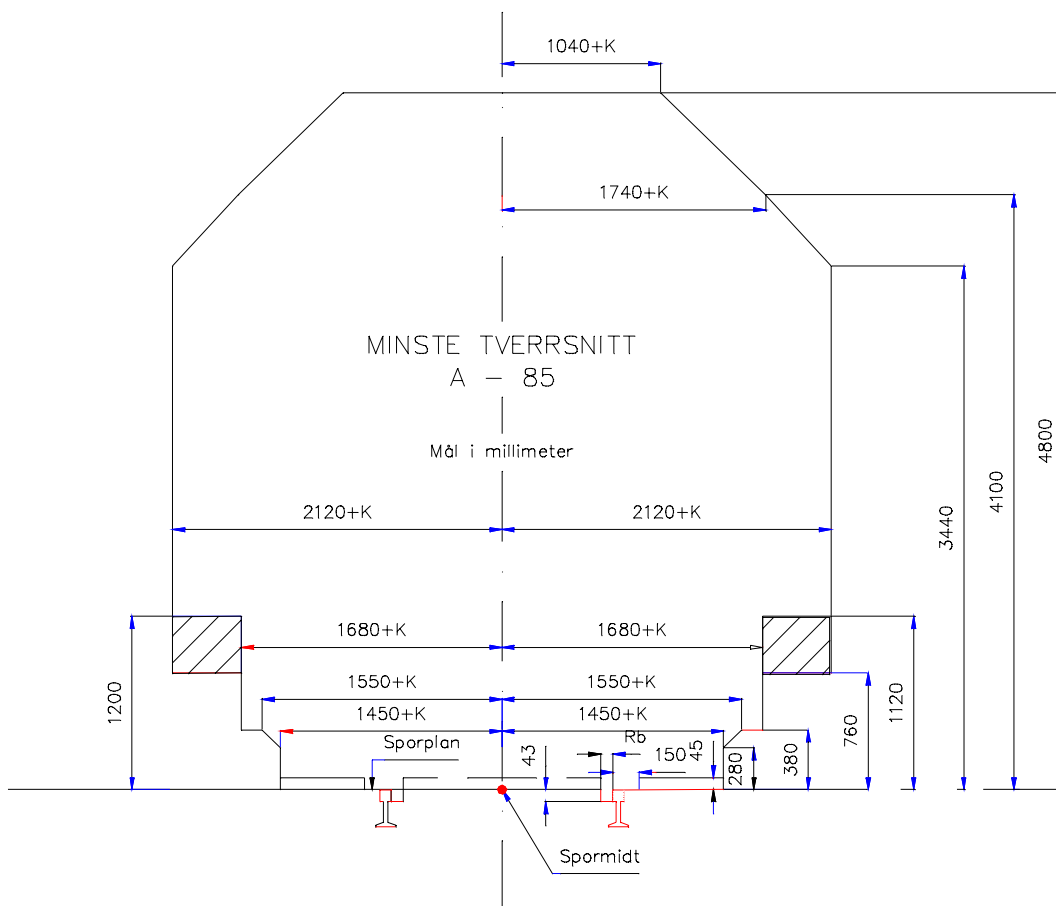 1040+K
1740+K
MINSTE TVERRSNITT
A - 85
Mål i millimeter
2120+K 2120+K
4800
4100
3440
1680+K 1680+K
1200
1550+K 1550+K
1120
760
1450+K 1450+K
Sporplan
Rb
43
150
45
280
380
Spormidt